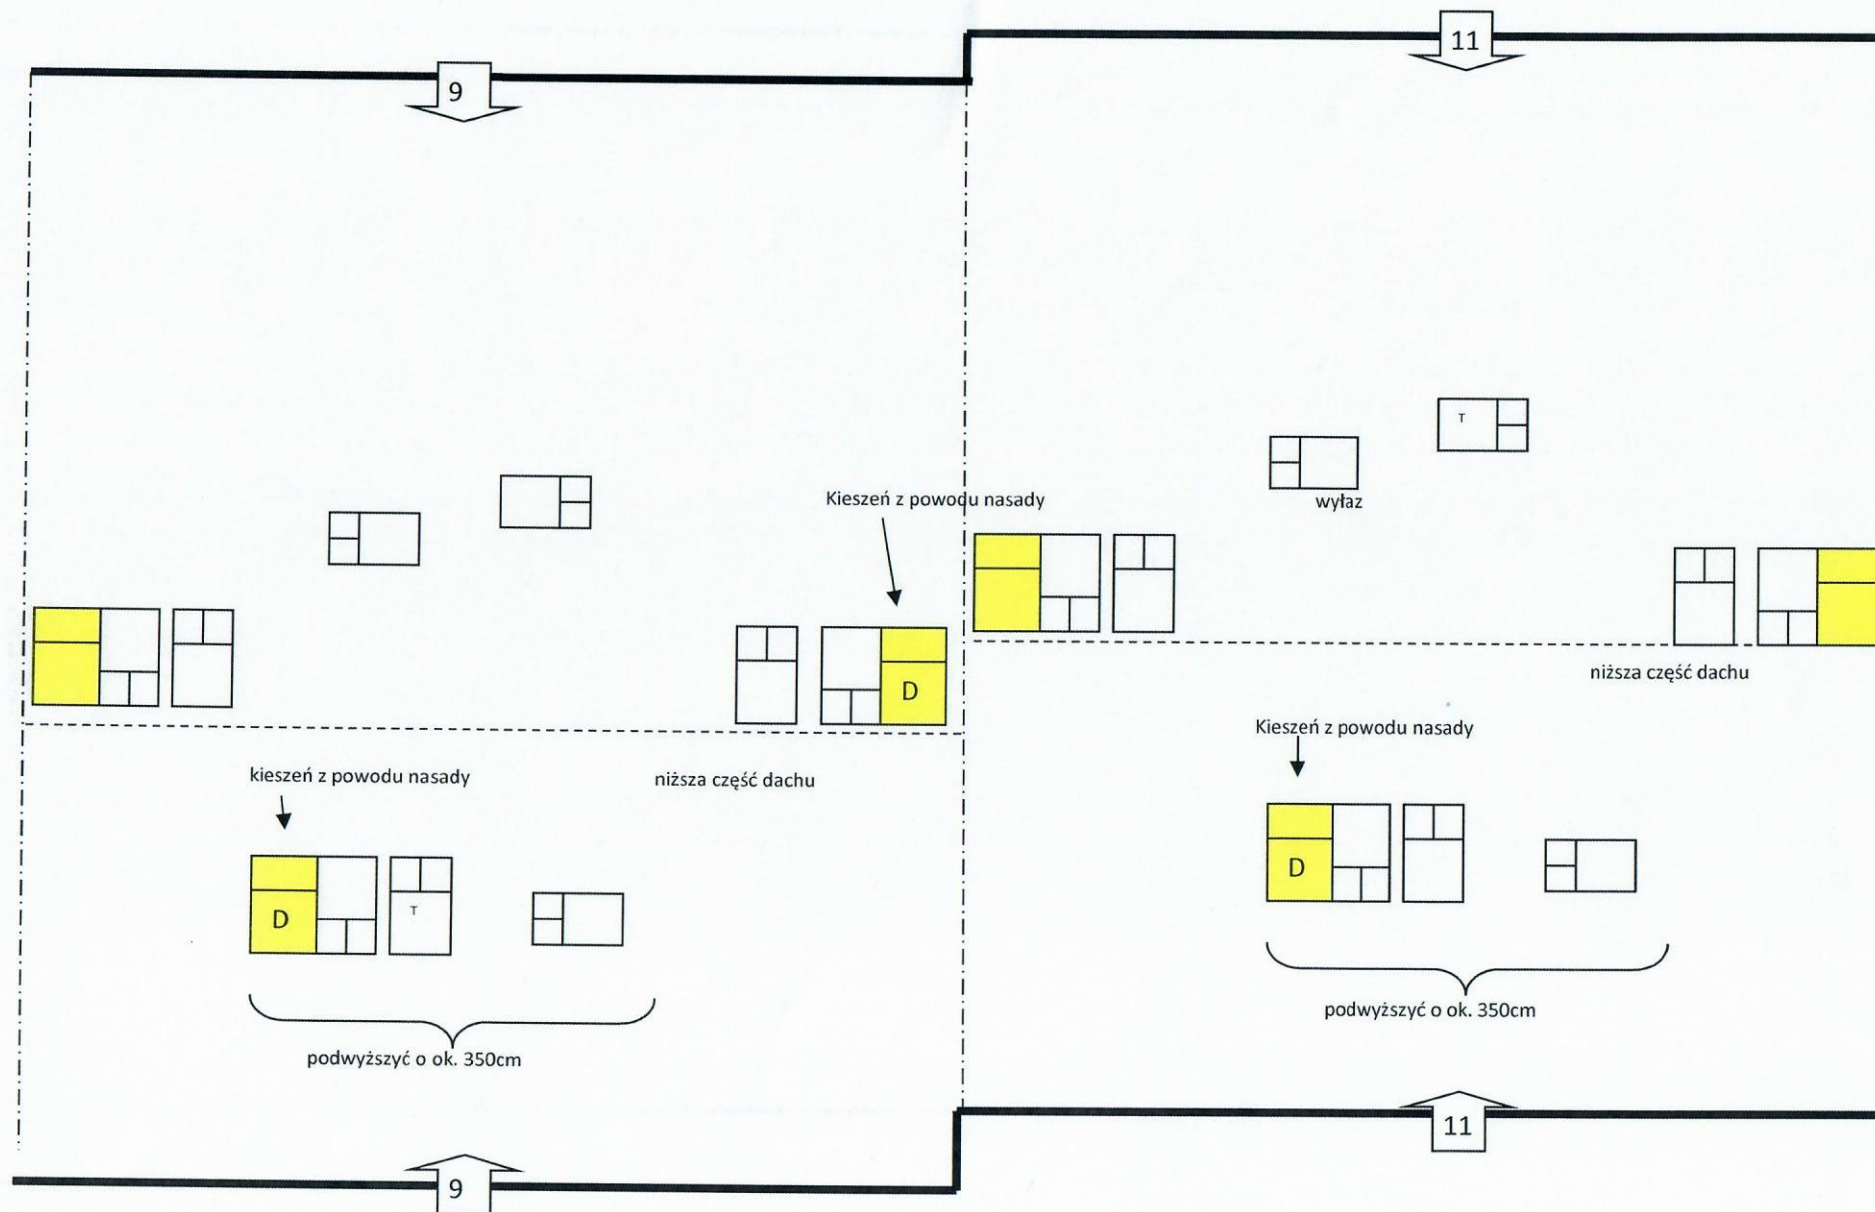 11
9
T
Kieszeń z powodu nasady
wyłaz
D
niższa część dachu
Kieszeń z powodu nasady
kieszeń z powodu nasady
niższa część dachu
D
D
T
podwyższyć o ok. 350cm
podwyższyć o ok. 350cm
11
9